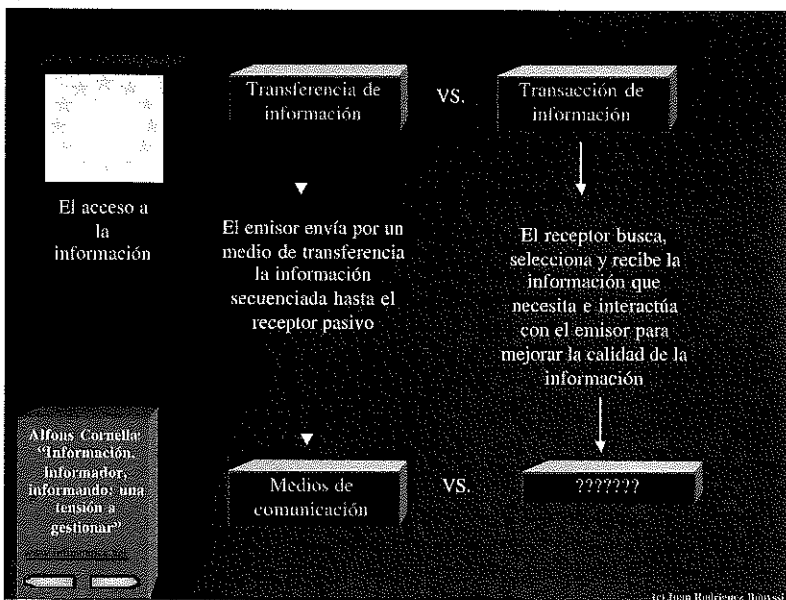 El acceso a
la
información
Transferencia de
información
VS.
Transacción de
información
El emisor envía por un
medio de transferencia
la información
secuenciada hasta el
receptor pasivo
El receptor busca,
selecciona y recibe la
información que
necesita e interactúa
con el emisor para
mejorar la calidad de la
información
Alfons Cornella:
“Información,
informador,
informando: una
tensión a
gestionar”
Medios de
comunicación
VS.
???????
(c) Juan Rodríguez